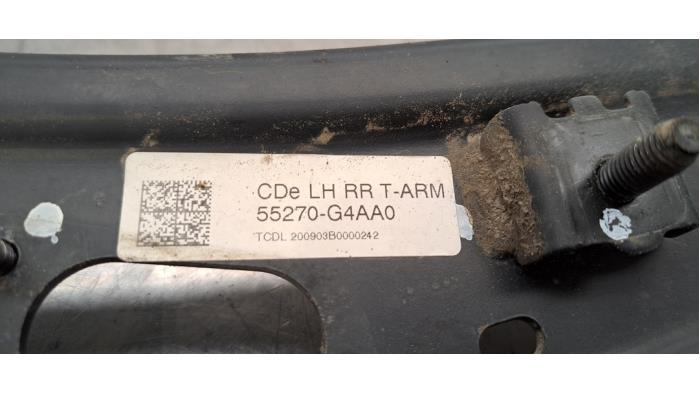 CDe LH RR T-ARM
55270-G4AA0
TCDL 200903B0000242